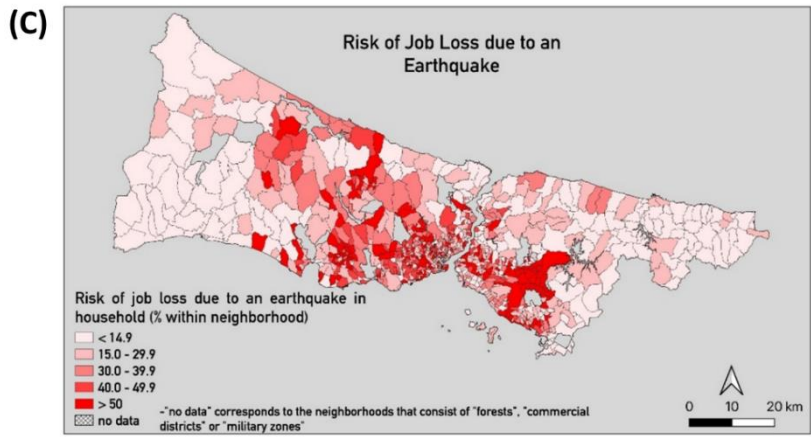 (C)
Risk of Job Loss due to an
Earthquake
Risk of job loss due to an earthquake in
household (% within neighborhood)
< 14.9
15.0 - 29.9
30.0 - 39.9
40.0 - 49.9
> 50
no data
-"no data" corresponds to the neighborhoods that consist of "forests", "commercial
districts" or "military zones"
0 10 20 km